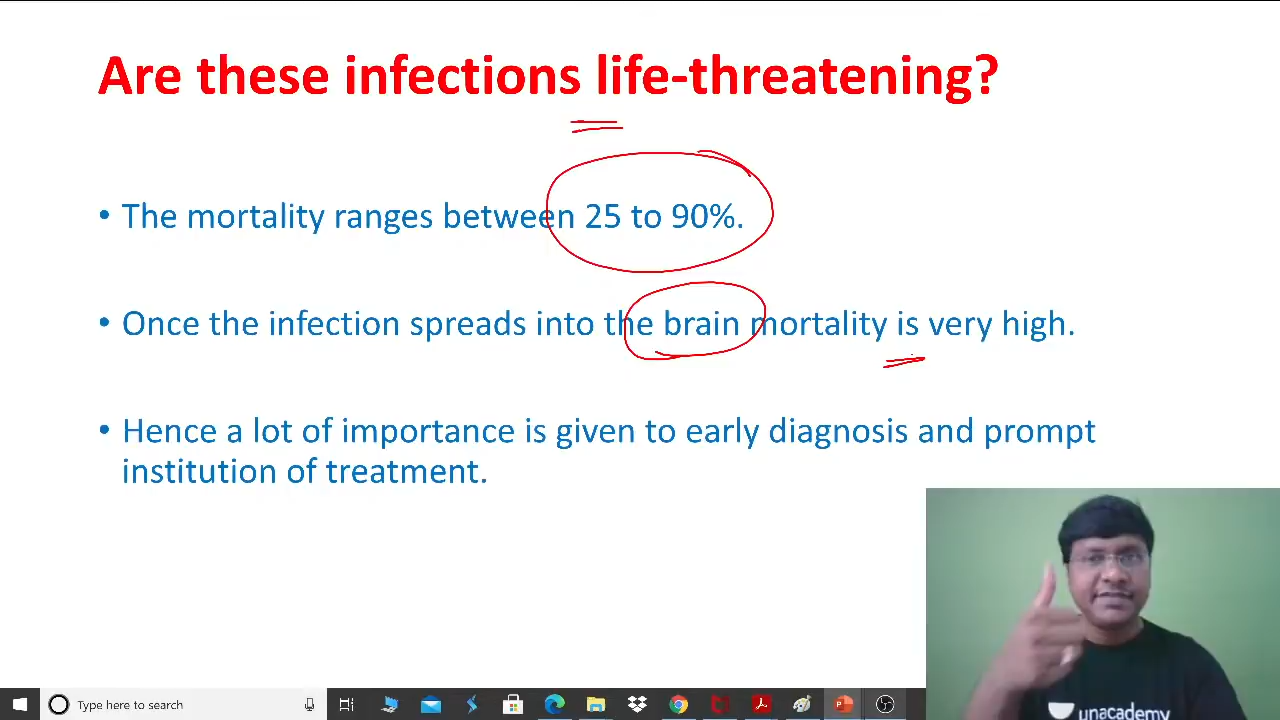 Are these infections life-threatening?
• The mortality ranges between 25 to 90%.
• Once the infection spreads into the brain mortality is very high.
• Hence a lot of importance is given to early diagnosis and prompt
institution of treatment.
unacademy
Type here to search